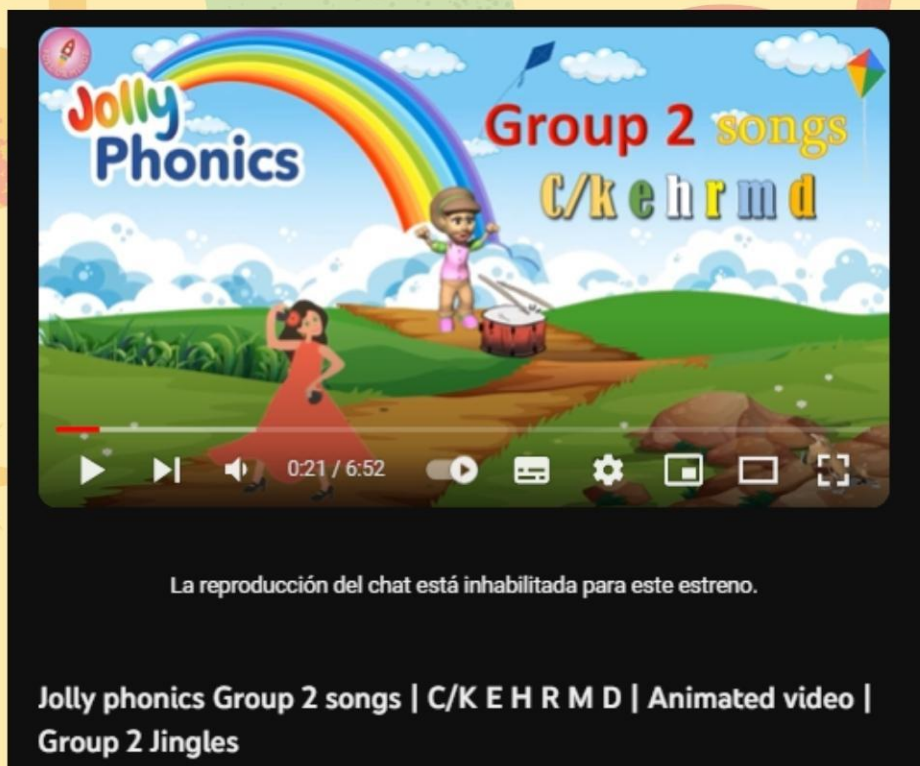 Jolly
Phonics
Group 2 songs
C/k e h r m d
0:21 / 6:52
La reproducción del chat está inhabilitada para este estreno.
Jolly phonics Group 2 songs | C/K E H R M D | Animated video |
Group 2 Jingles